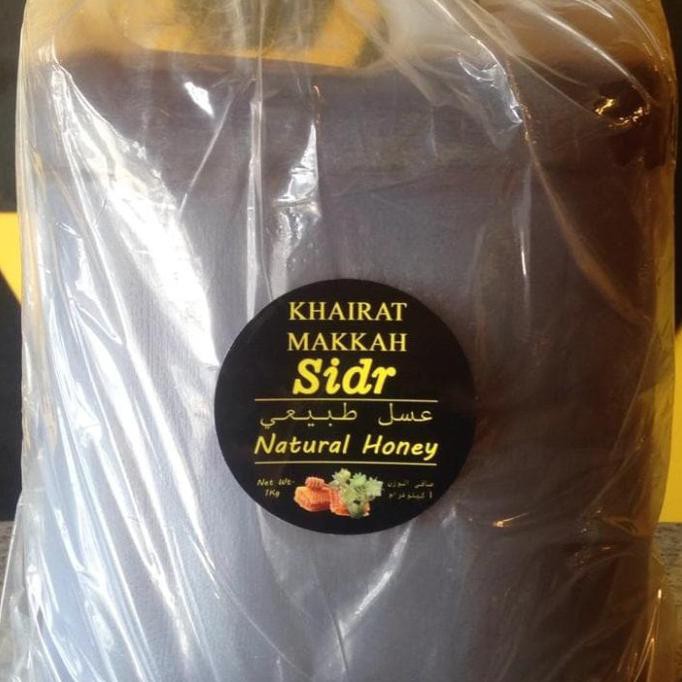 KHAIRAT
MAKKAH
Sidr
عسل طبيعي
Natural Honey
Net Wt-
1Kg
صافي الوزن
١ كيلوغرام